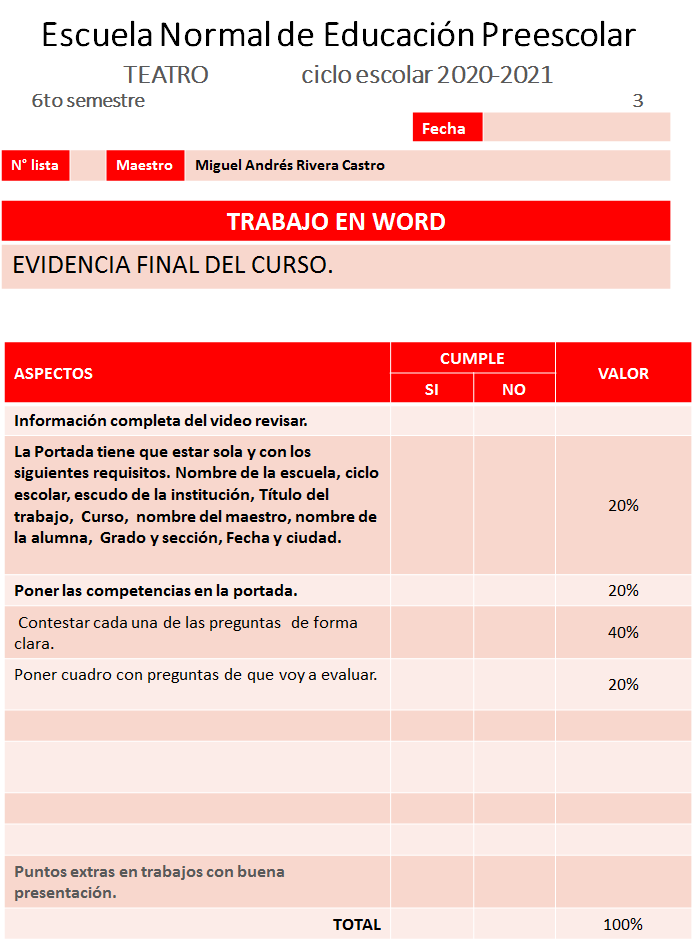 Escuela Normal de Educación Preescolar
TEATRO ciclo escolar 2020-2021
6to semestre 3
Fecha
N° lista Maestro Miguel Andrés Rivera Castro
TRABAJO EN WORD
EVIDENCIA FINAL DEL CURSO.
ASPECTOS CUMPLE VALOR
SI NO
Información completa del video revisar.
La Portada tiene que estar sola y con los
siguientes requisitos. Nombre de la escuela, ciclo
escolar, escudo de la institución, Título del
trabajo, Curso, nombre del maestro, nombre de
la alumna, Grado y sección, Fecha y ciudad.
20%
Poner las competencias en la portada. 20%
Contestar cada una de las preguntas de forma
clara.
40%
Poner cuadro con preguntas de que voy a evaluar.
20%
Puntos extras en trabajos con buena
presentación.
TOTAL 100%